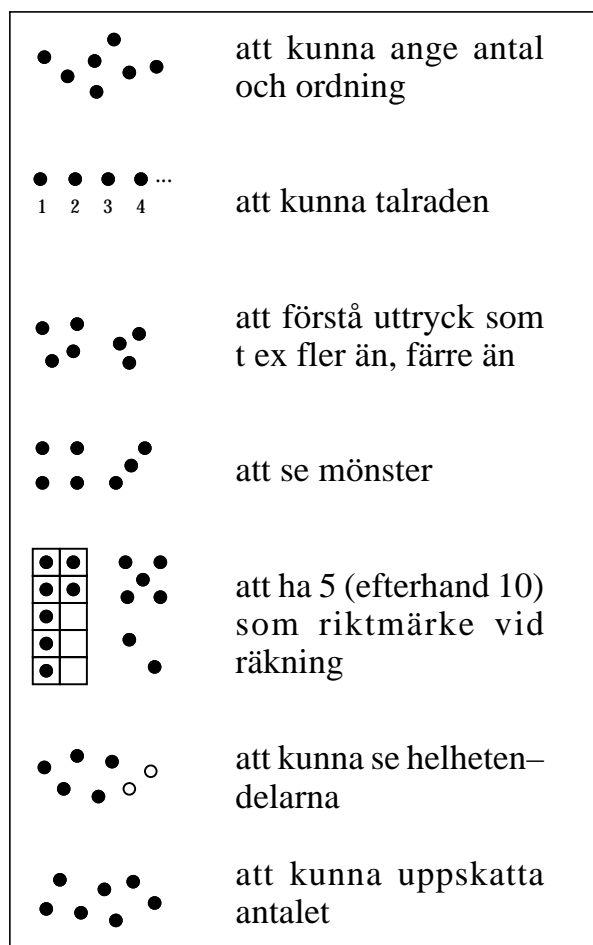 att kunna ange antal
och ordning
...
1 2 3 4
att kunna talraden
att förstå uttryck som
t ex fler än, färre än
att se mönster
att ha 5 (efterhand 10)
som riktmärke vid
räkning
att kunna se helheten–
delarna
att kunna uppskatta
antalet